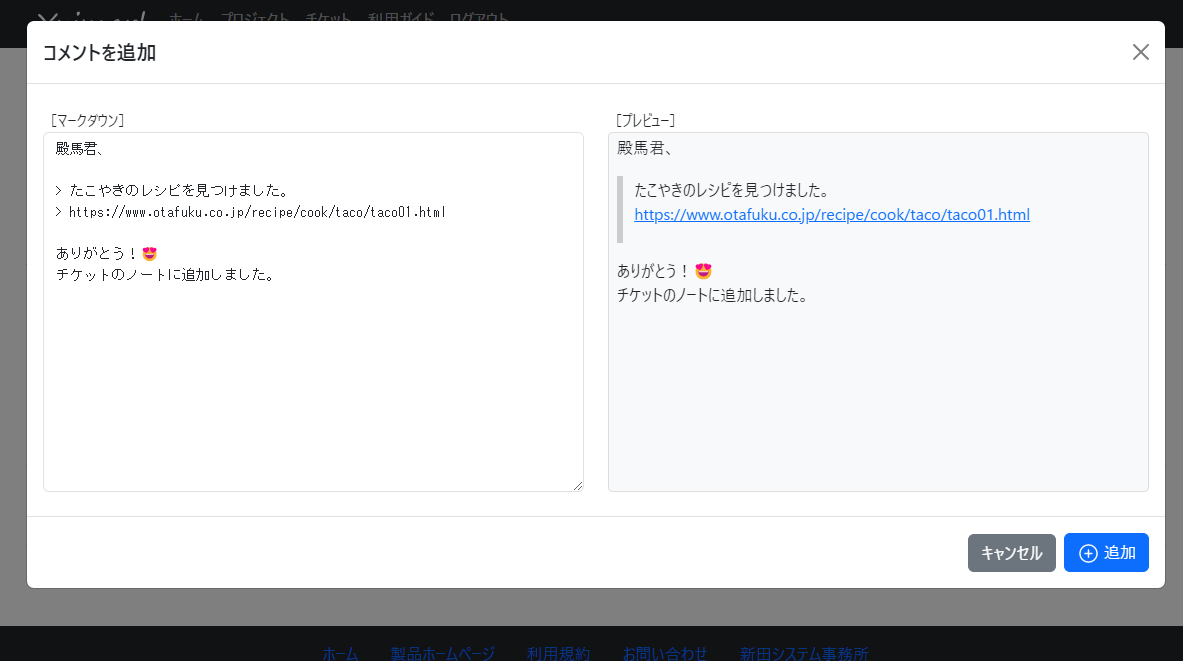 ホーム プロジェクト チケット 利用ガイド ログアウト
コメントを追加
[マークダウン]
殿馬君、
> たこやきのレシピを見つけました。
> https://www.otafuku.co.jp/recipe/cook/taco/taco01.html
ありがとう！😍
チケットのノートに追加しました。
[プレビュー]
殿馬君、
たこやきのレシピを見つけました。
https://www.otafuku.co.jp/recipe/cook/taco/taco01.html
ありがとう！😍
チケットのノートに追加しました。
キャンセル
追加
ホーム 製品ホームページ 利用規約 お問い合わせ 新田システム事務所